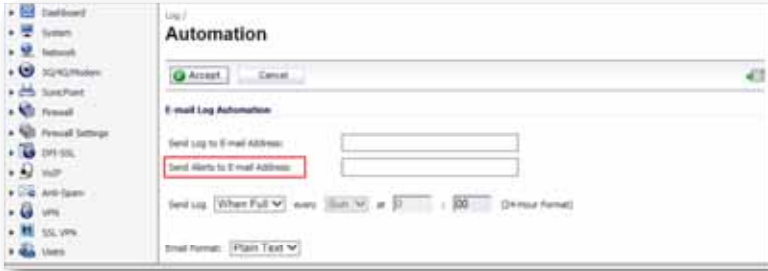 Dashboard
System
Network
3G/4G/Modem
SonicPoint
Firewall
Firewall Settings
DPI-SSL
VoIP
Anti-Spam
VPN
SSL VPN
Users
Log /
Automation
Accept Cancel
E-mail Log Automation
Send Log to E-mail Address:
Send Alerts to E-mail Address:
Send Log When Full every Sun at 0 : 00 (24-Hour Format)
Email Format: Plain Text